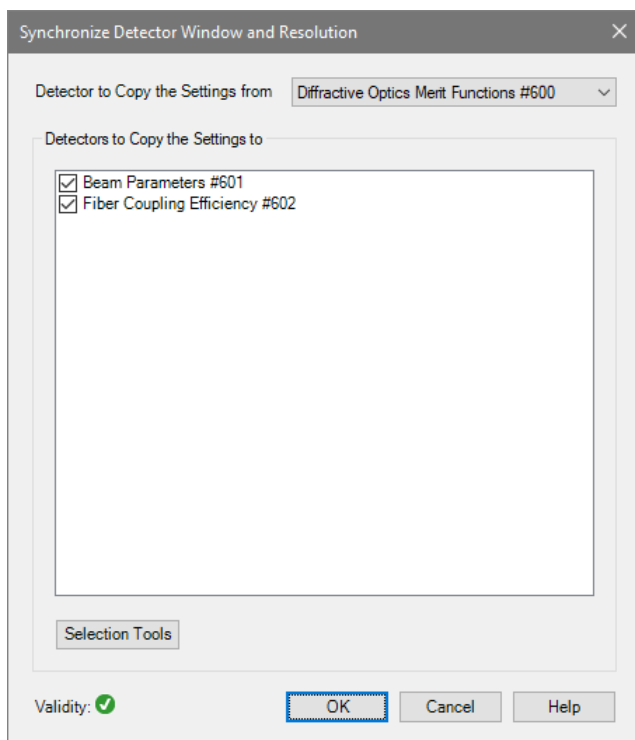 Synchronize Detector Window and Resolution
Detector to Copy the Settings from Diffractive Optics Merit Functions #600
Detectors to Copy the Settings to
Beam Parameters #601
Fiber Coupling Efficiency #602
Selection Tools
Validity: OK Cancel Help